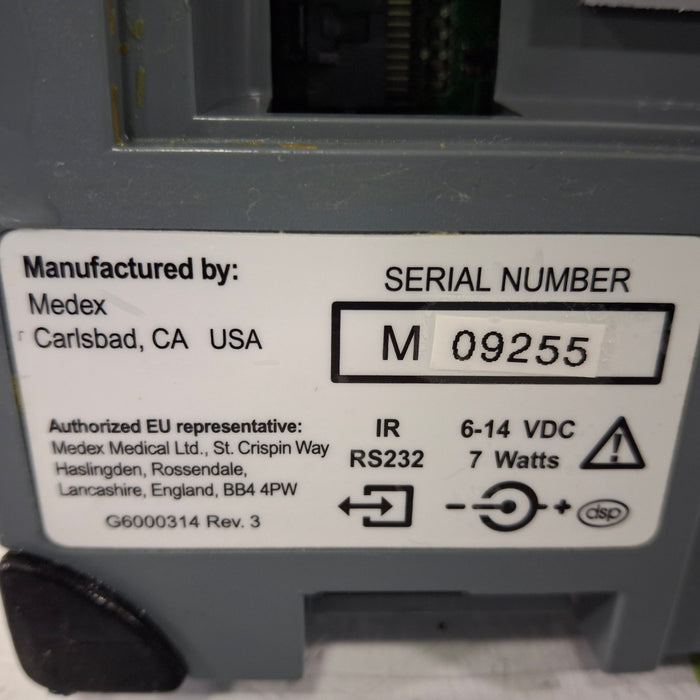 Manufactured by:
Medex
Carlsbad, CA USA
SERIAL NUMBER
M 09255
Authorized EU representative:
Medex Medical Ltd., St. Crispin Way
Haslingden, Rossendale,
Lancashire, England, BB4 4PW
G6000314 Rev. 3
IR
RS232
6-14 VDC
7 Watts
dsp